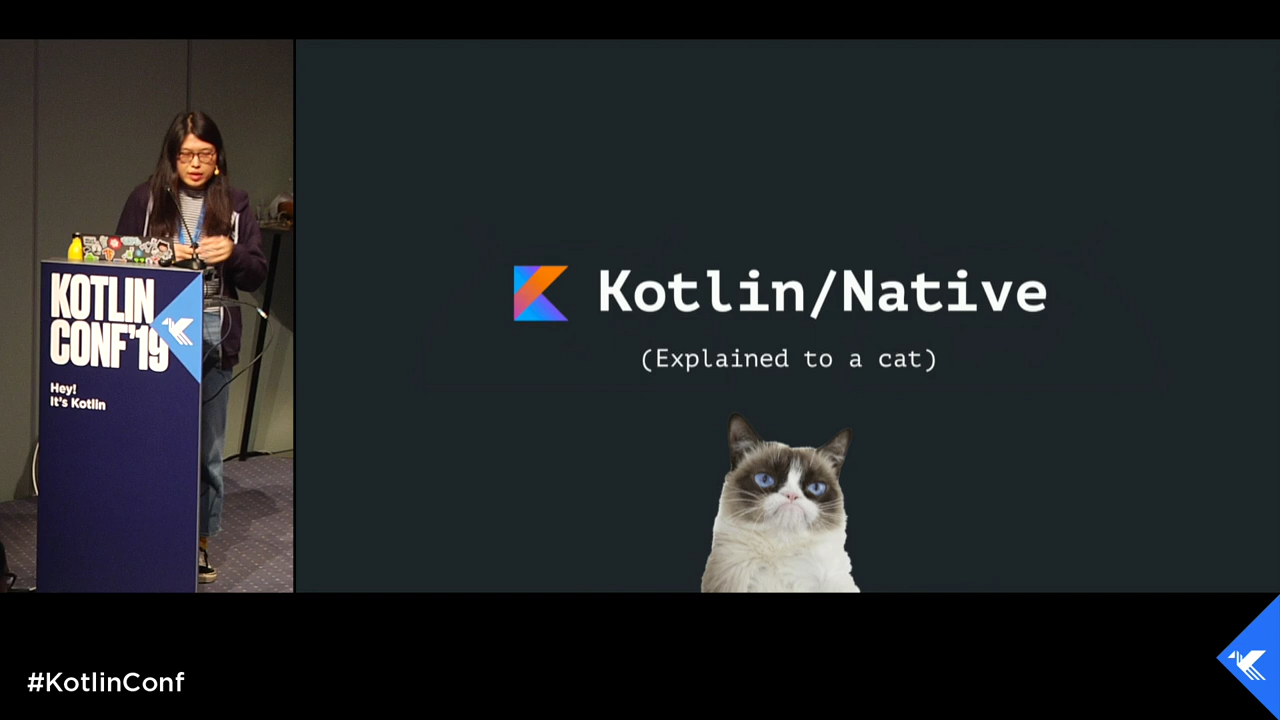 KOTLIN
CONF'19
Hey!
It's Kotlin
Kotlin/Native
(Explained to a cat)
#KotlinConf